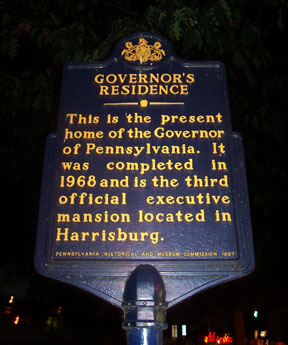 GOVERNOR'S
RESIDENCE
This is the present
home of the Governor
of Pennsylvania. It
was completed in
1968 and is the third
official executive
mansion located in
Harrisburg.
PENNSYLVANIA HISTORICAL AND MUSEUM COMMISSION 1997